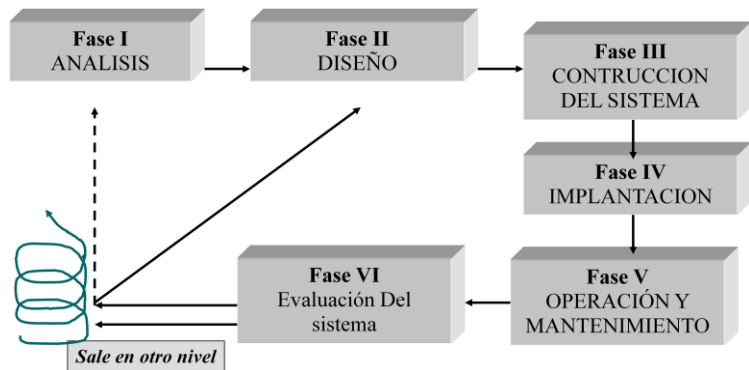 Fase I
ANALISIS
Fase II
DISEÑO
Fase III
CONTRUCCION
DEL SISTEMA
Fase IV
IMPLANTACION
Fase V
OPERACIÓN Y
MANTENIMIENTO
Fase VI
Evaluación Del
sistema
Sale en otro nivel